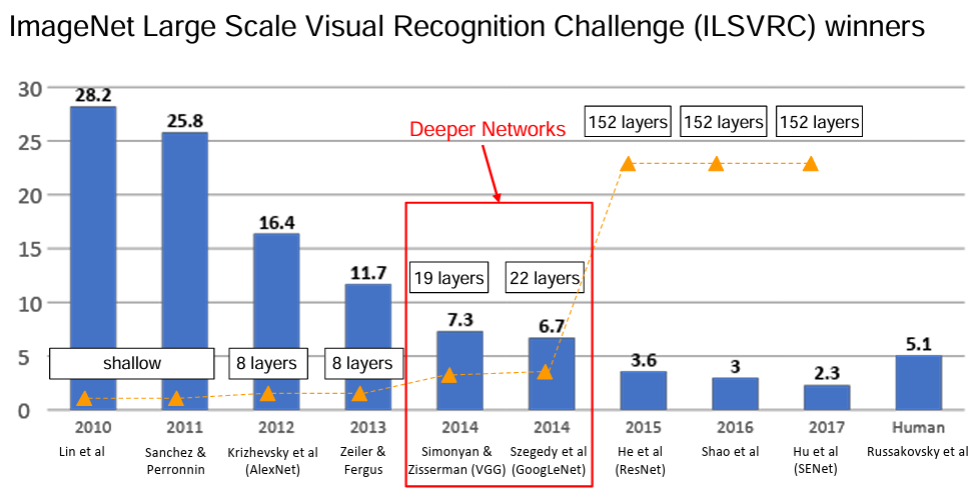 ImageNet Large Scale Visual Recognition Challenge (ILSVRC) winners
30
28.2
25.8
Deeper Networks
152 layers
152 layers
152 layers
25
20
16.4
15
11.7
19 layers
22 layers
10
7.3
6.7
5
shallow
8 layers
8 layers
3.6
3
2.3
5.1
0
2010
2011
2012
2013
2014
2014
2015
2016
2017
Human
Lin et al
Sanchez &
Perronnin
Krizhevsky et al
(AlexNet)
Zeiler &
Fergus
Simonyan &
Zisserman (VGG)
Szegedy et al
(GoogLeNet)
He et al
(ResNet)
Shao et al
Hu et al
(SENet)
Russakovsky et al